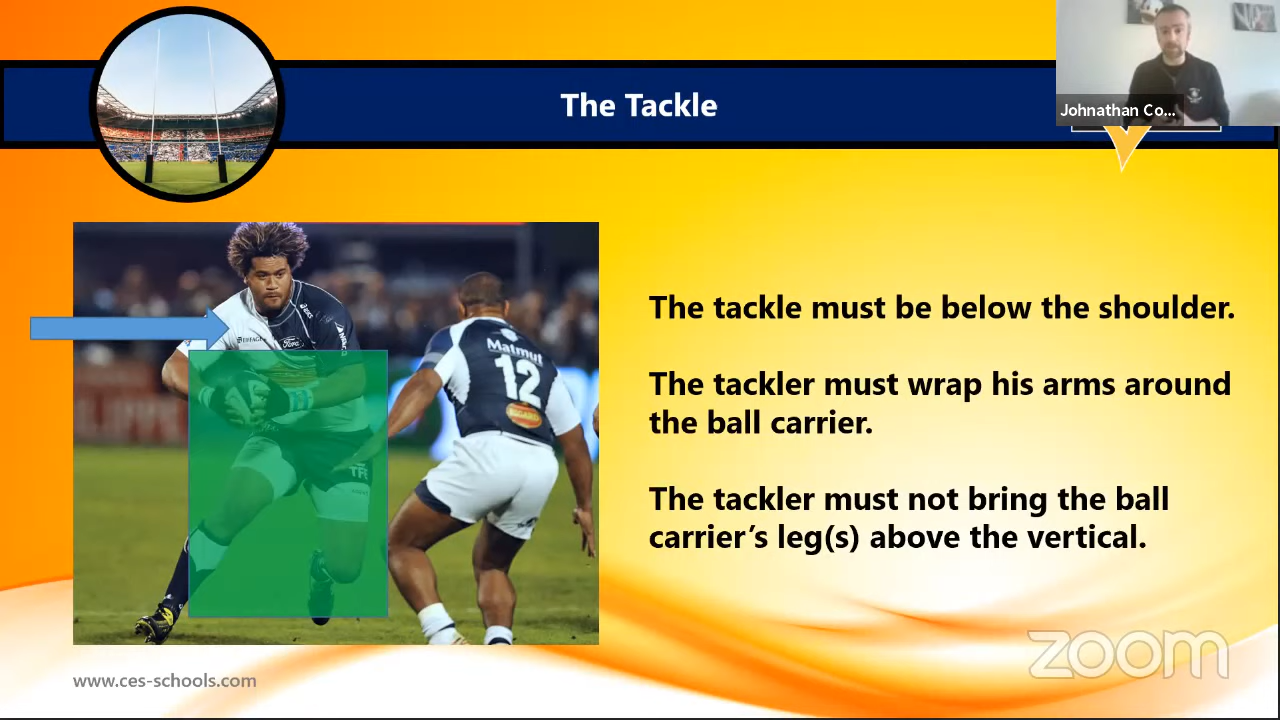 The Tackle
Johnathan Co...
EIFFAGE
Ford
Matmut
12
The tackle must be below the shoulder.
The tackler must wrap his arms around
the ball carrier.
The tackler must not bring the ball
carrier's leg(s) above the vertical.
www.ces-schools.com
zoom